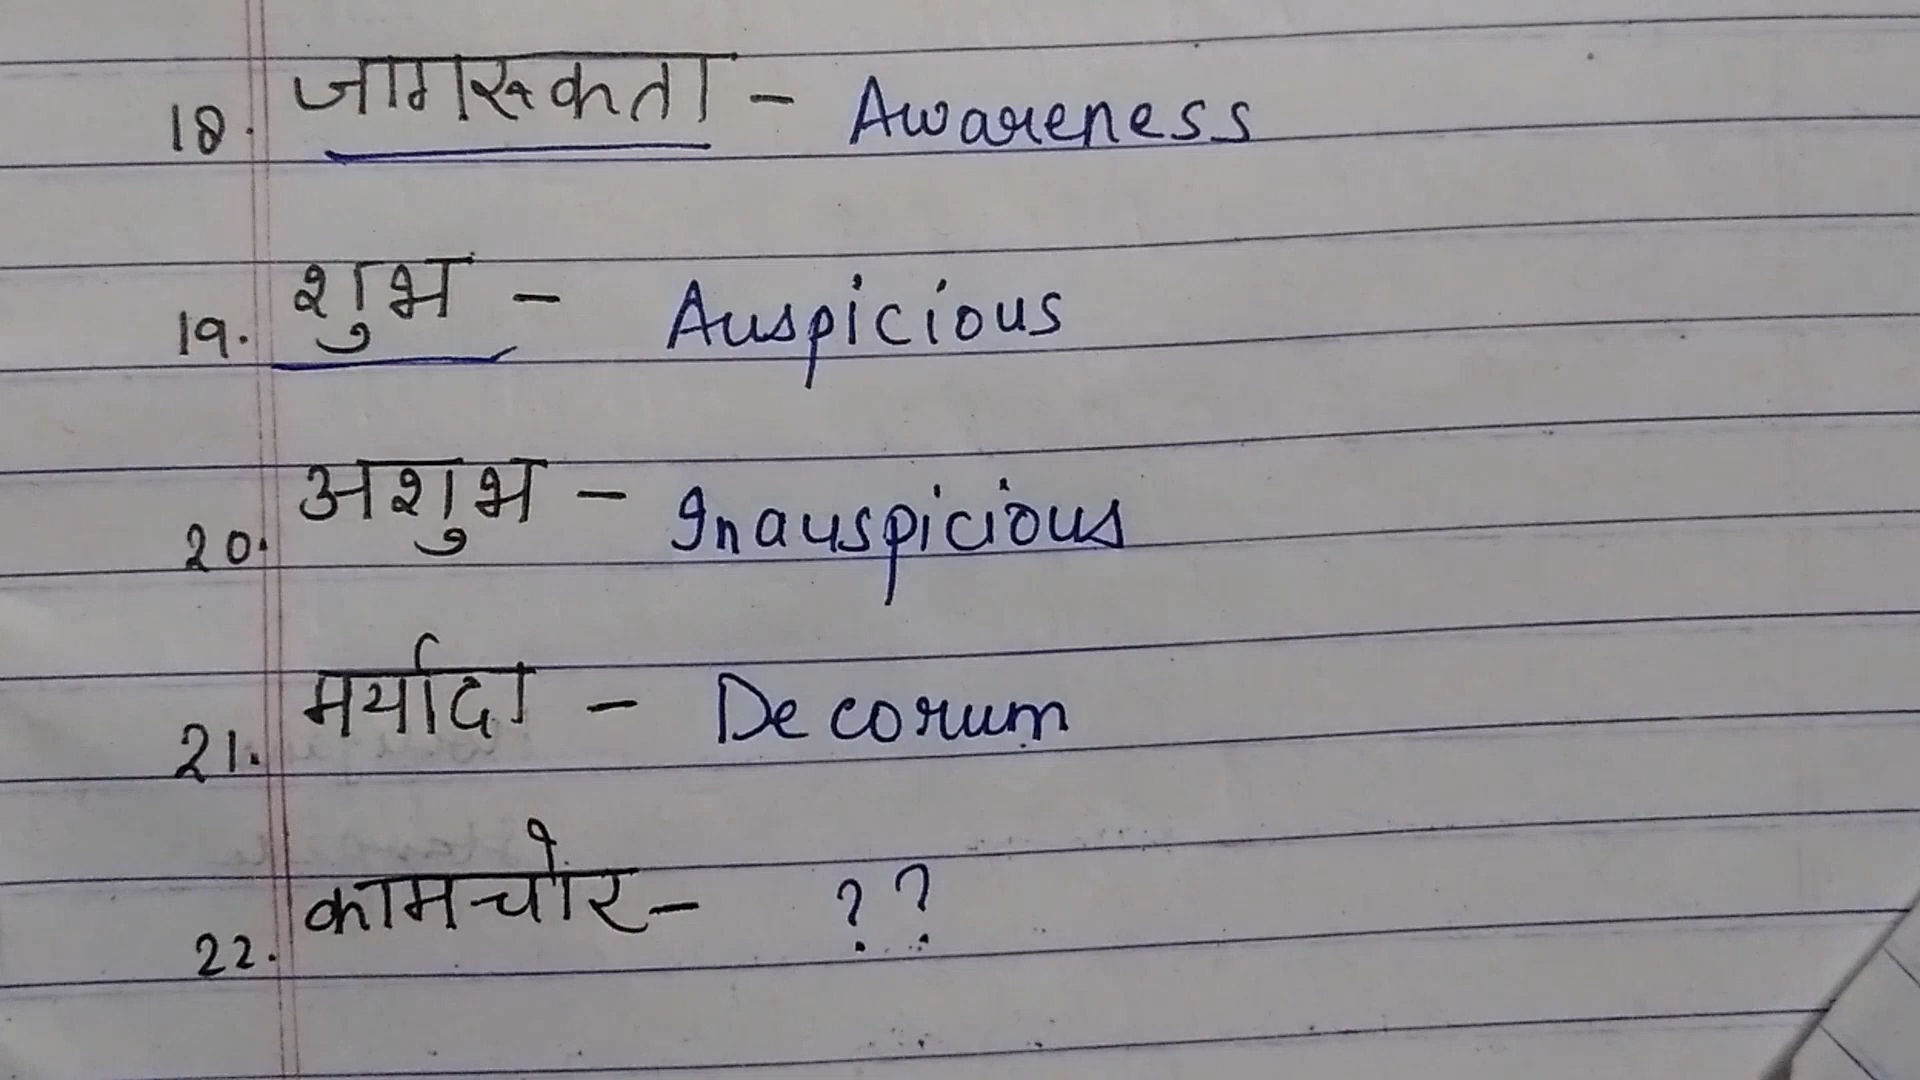 18. जागरूकता - Awareness
19. शुभ - Auspicious
20. अशुभ - Inauspicious
21. मर्यादा - Decorum
22. कामचोर - ??